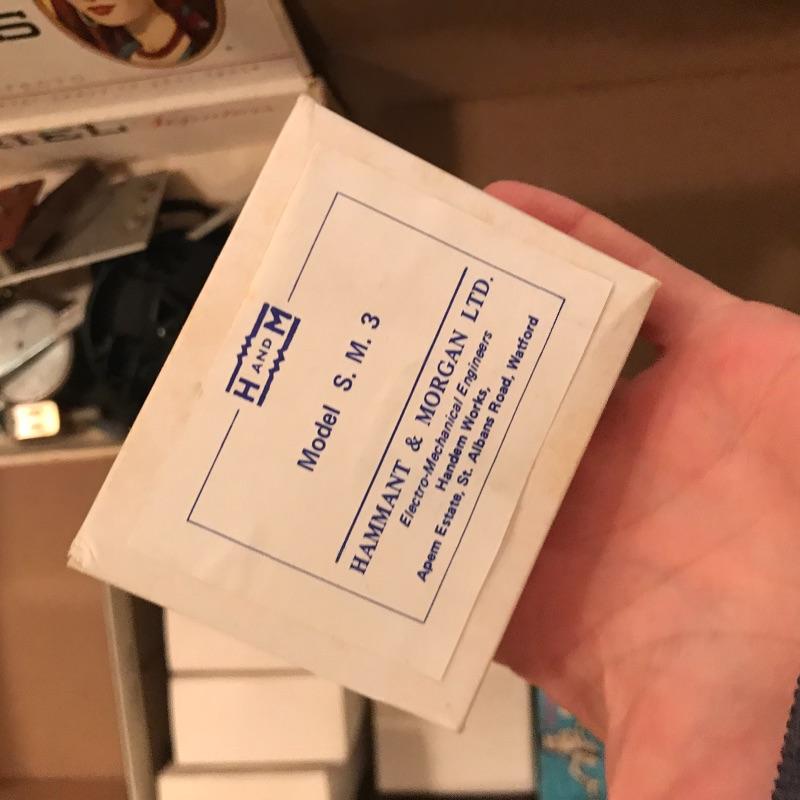 H AND M
Model S. M. 3
HAMMANT & MORGAN LTD.
Electro-Mechanical Engineers
Handem Works,
Apem Estate, St. Albans Road, Watford